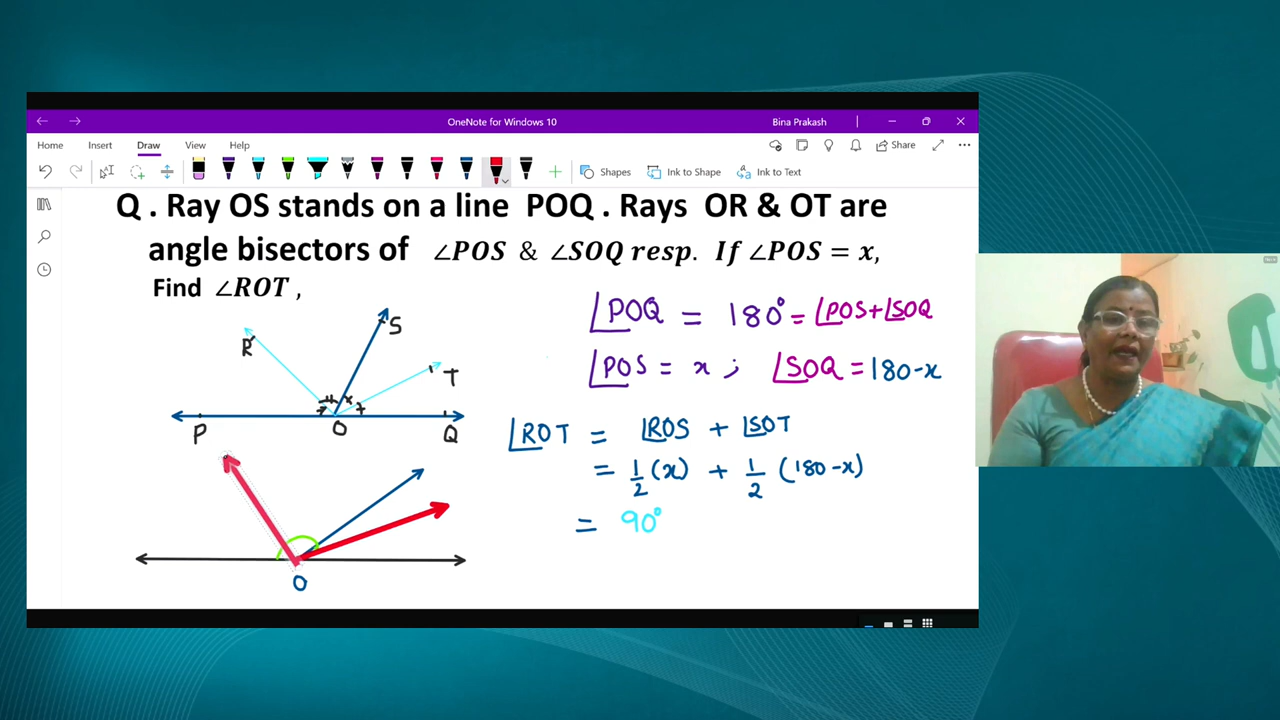 OneNote for Windows 10
Bina Prakash
Home Insert Draw View Help
Share
Shapes Ink to Shape Ink to Text
Q . Ray OS stands on a line POQ . Rays OR & OT are
angle bisectors of ∠POS & ∠SOQ resp. If ∠POS = x,
Find ∠ROT ,
∠POQ = 180° = ∠POS + ∠SOQ
∠POS = x ; ∠SOQ = 180-x
∠ROT = ∠ROS + ∠SOT
= 1/2 (x) + 1/2 (180-x)
= 90°
R S
T
P O Q
O